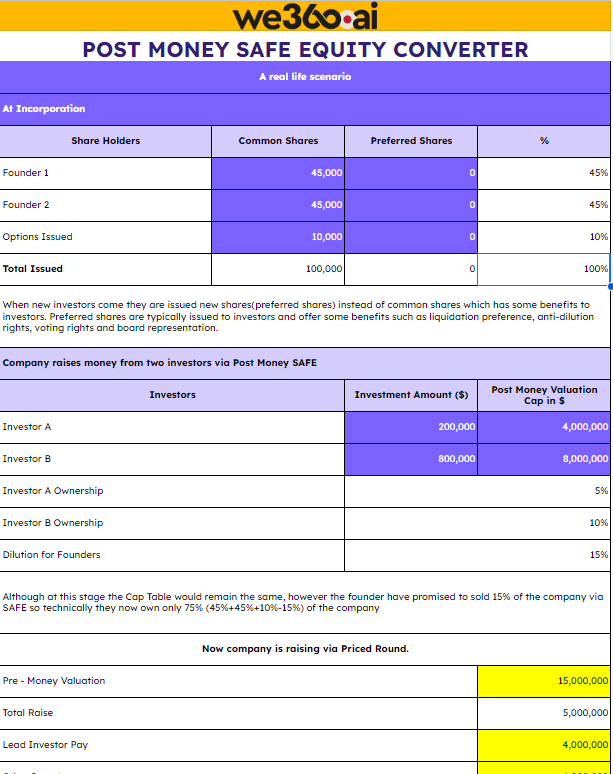 we360.ai
POST MONEY SAFE EQUITY CONVERTER
A real life scenario
At Incorporation
Share Holders Common Shares Preferred Shares %
Founder 1 45,000 0 45%
Founder 2 45,000 0 45%
Options Issued 10,000 0 10%
Total Issued 100,000 0 100%
When new investors come they are issued new shares(preferred shares) instead of common shares which has some benefits to
investors. Preferred shares are typically issued to investors and offer some benefits such as liquidation preference, anti-dilution
rights, voting rights and board representation.
Company raises money from two investors via Post Money SAFE
Investors Investment Amount ($) Post Money Valuation
Cap in $
Investor A 200,000 4,000,000
Investor B 800,000 8,000,000
Investor A Ownership 5%
Investor B Ownership 10%
Dilution for Founders 15%
Although at this stage the Cap Table would remain the same, however the founder have promised to sold 15% of the company via
SAFE so technically they now own only 75% (45%+45%+10%-15%) of the company
Now company is raising via Priced Round.
Pre - Money Valuation 15,000,000
Total Raise 5,000,000
Lead Investor Pay 4,000,000